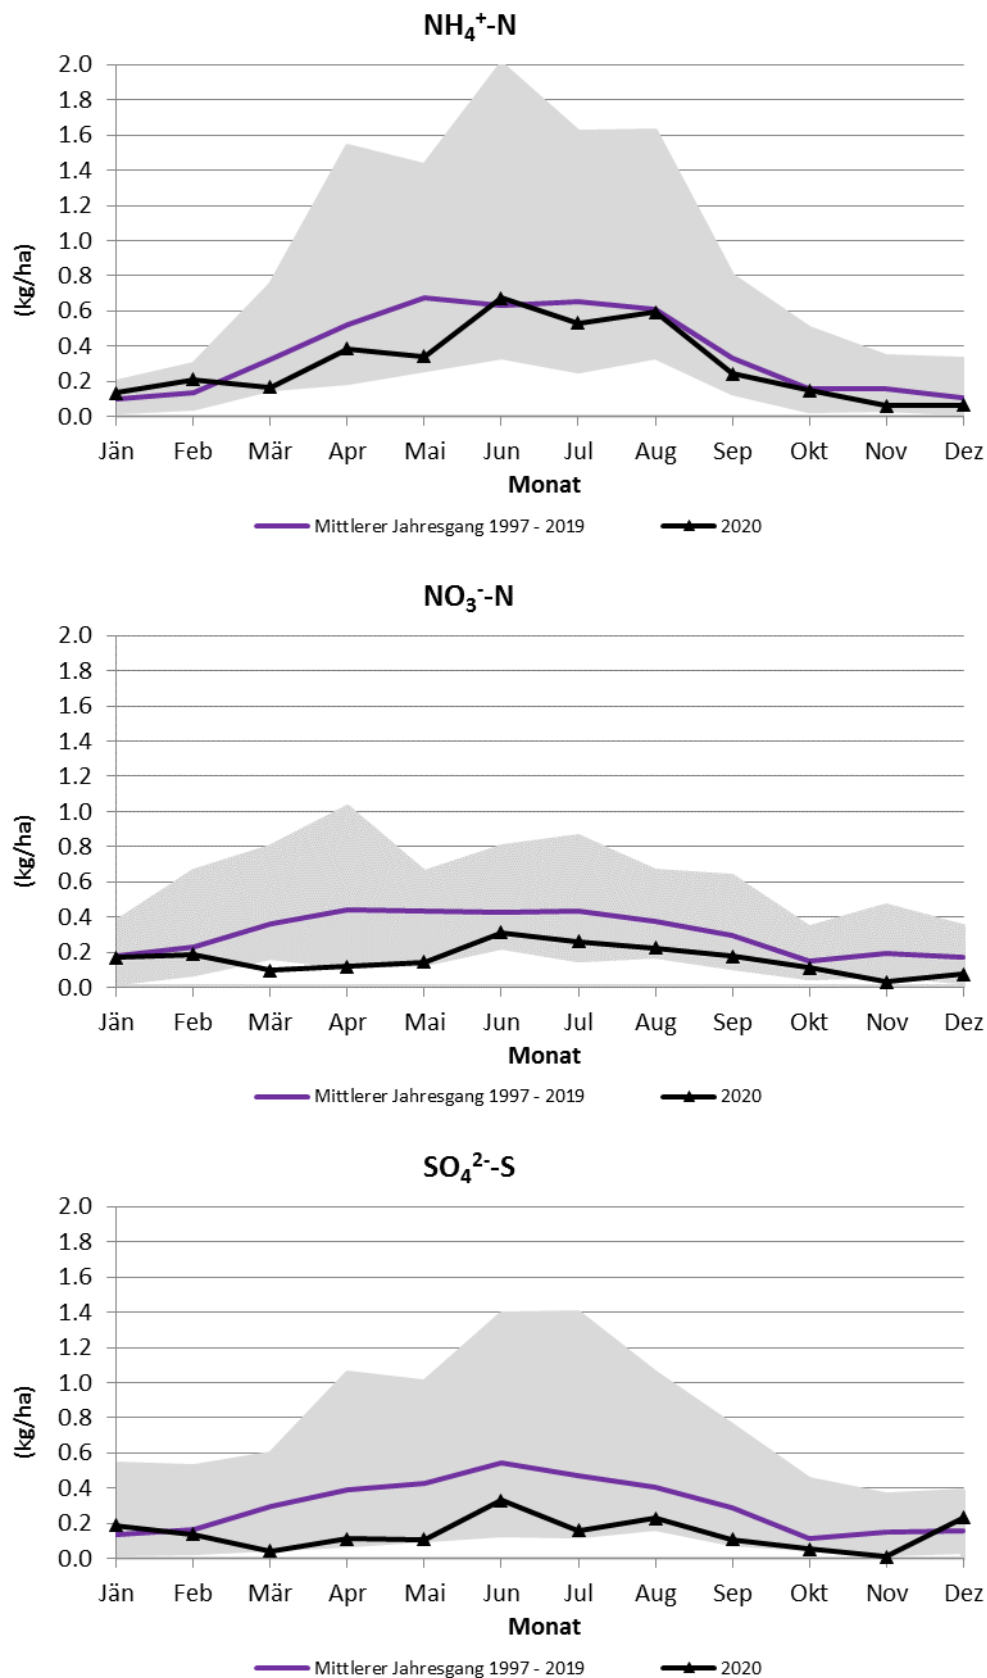 NH₄⁺-N
2.0
1.8
1.6
1.4
1.2
1.0
0.8
0.6
0.4
0.2
0.0
(kg/ha)
Jän Feb Mär Apr Mai Jun Jul Aug Sep Okt Nov Dez
Monat
Mittlerer Jahresgang 1997 - 2019 2020
NO₃⁻-N
2.0
1.8
1.6
1.4
1.2
1.0
0.8
0.6
0.4
0.2
0.0
(kg/ha)
Jän Feb Mär Apr Mai Jun Jul Aug Sep Okt Nov Dez
Monat
Mittlerer Jahresgang 1997 - 2019 2020
SO₄²⁻-S
2.0
1.8
1.6
1.4
1.2
1.0
0.8
0.6
0.4
0.2
0.0
(kg/ha)
Jän Feb Mär Apr Mai Jun Jul Aug Sep Okt Nov Dez
Monat
Mittlerer Jahresgang 1997 - 2019 2020